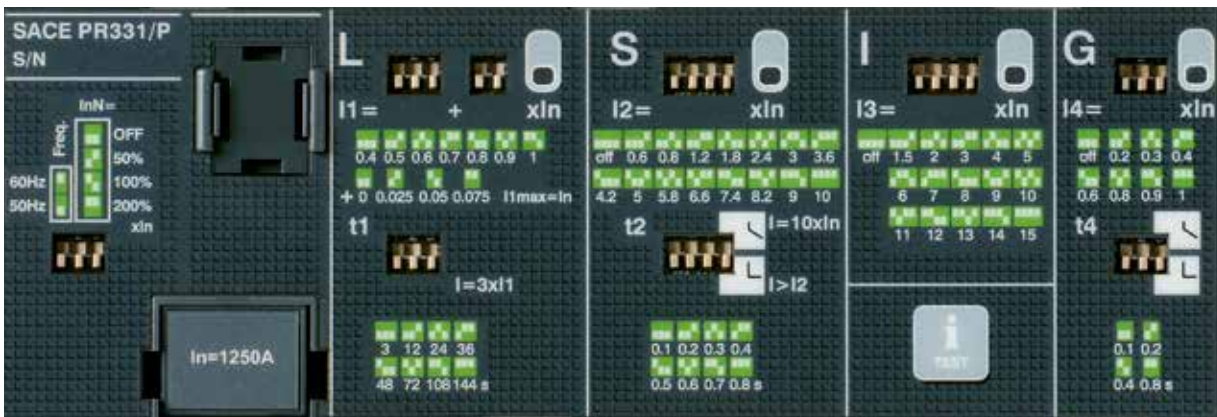 SACE PR331/P
S/N
InN=
Freq.
OFF
50%
100%
200%
xIn
60Hz
50Hz
In=1250A
L
I1= + xIn
0.4 0.5 0.6 0.7 0.8 0.9 1
+ 0 0.025 0.05 0.075 I1max=In
t1
I=3xI1
3 12 24 36
48 72 108 144 s
S
I2= xIn
off 0.6 0.8 1.2 1.8 2.4 3 3.6
4.2 5 5.8 6.6 7.4 8.2 9 10
t2
I=10xIn
I>I2
0.1 0.2 0.3 0.4
0.5 0.6 0.7 0.8 s
I
I3= xIn
off 1.5 2 3 4 5
6 7 8 9 10
11 12 13 14 15
i
TEST
G
I4= xIn
off 0.2 0.3 0.4
0.6 0.8 0.9 1
t4
0.1 0.2
0.4 0.8 s